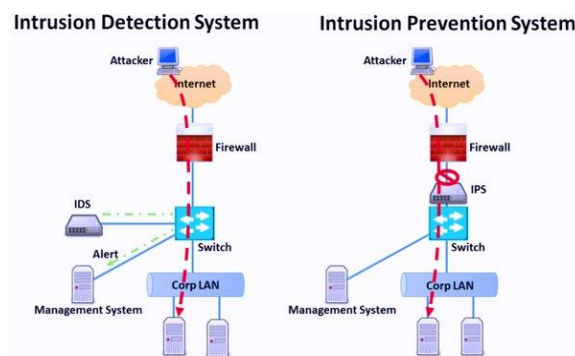 Intrusion Detection System
Attacker
Internet
Firewall
IDS
Alert
Switch
Management System
Corp LAN
Intrusion Prevention System
Attacker
Internet
Firewall
IPS
Switch
Management System
Corp LAN